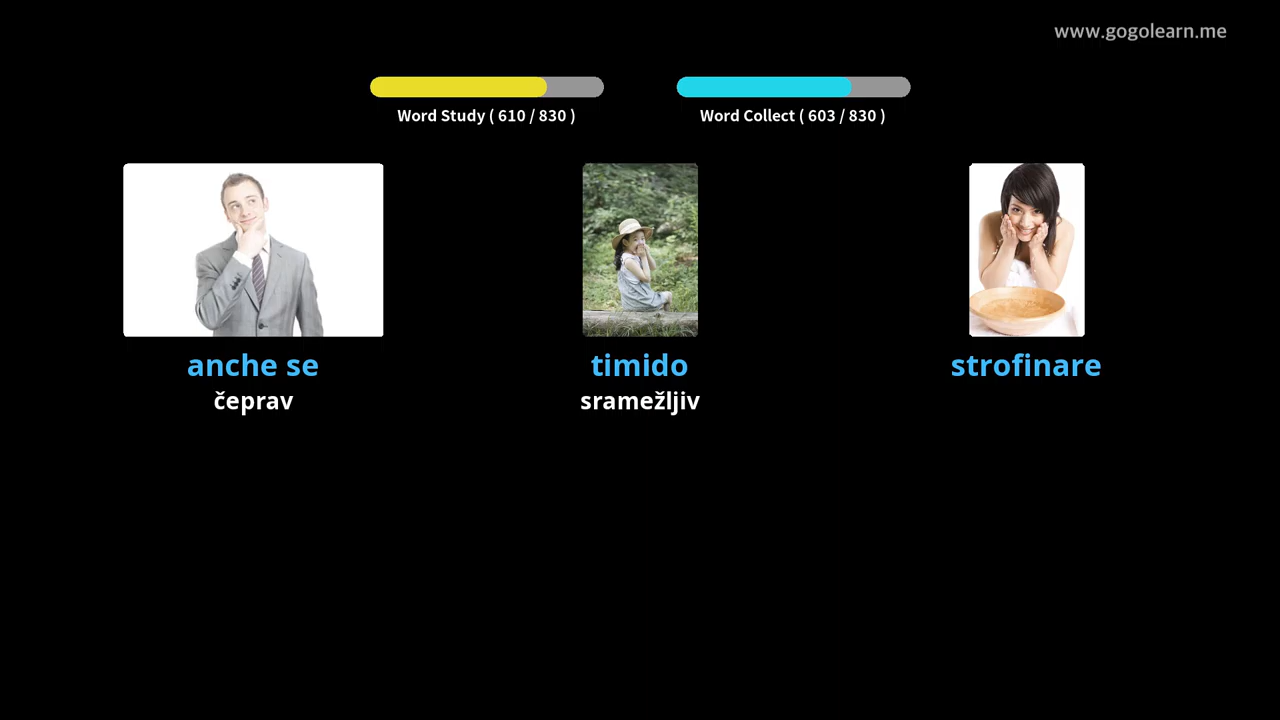 www.gogolearn.me
Word Study ( 610 / 830 )
Word Collect ( 603 / 830 )
anche se
čeprav
timido
sramežljiv
strofinare